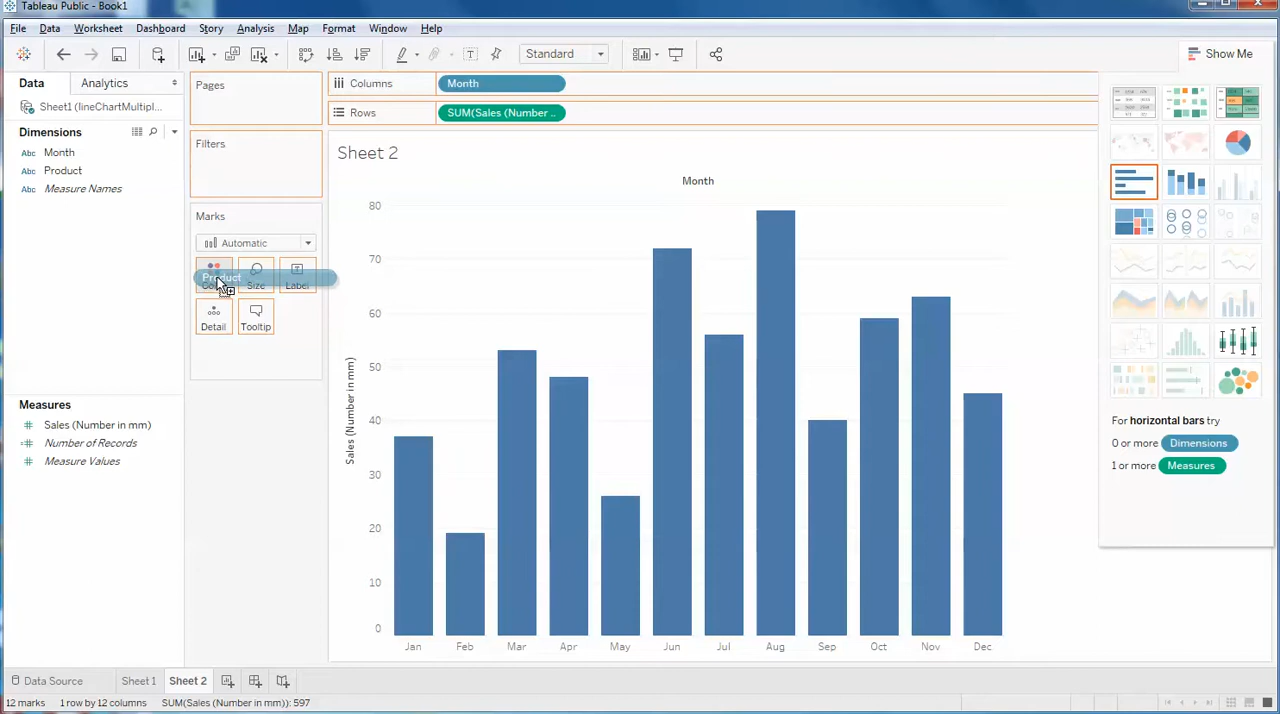 Tableau Public - Book1
File Data Worksheet Dashboard Story Analysis Map Format Window Help
Standard
Show Me
Data Analytics
Sheet1 (lineChartMultipl...
Dimensions
Abc Month
Abc Product
Abc Measure Names
Measures
# Sales (Number in mm)
# Number of Records
# Measure Values
Pages
Filters
Marks
Automatic
Product
Size
Label
Detail
Tooltip
Columns
Month
Rows
SUM(Sales (Number ..
Sheet 2
Month
Sales (Number in mm)
80
70
60
50
40
30
20
10
0
Jan Feb Mar Apr May Jun Jul Aug Sep Oct Nov Dec
For horizontal bars try
0 or more Dimensions
1 or more Measures
Data Source Sheet 1 Sheet 2
12 marks 1 row by 12 columns SUM(Sales (Number in mm)): 597